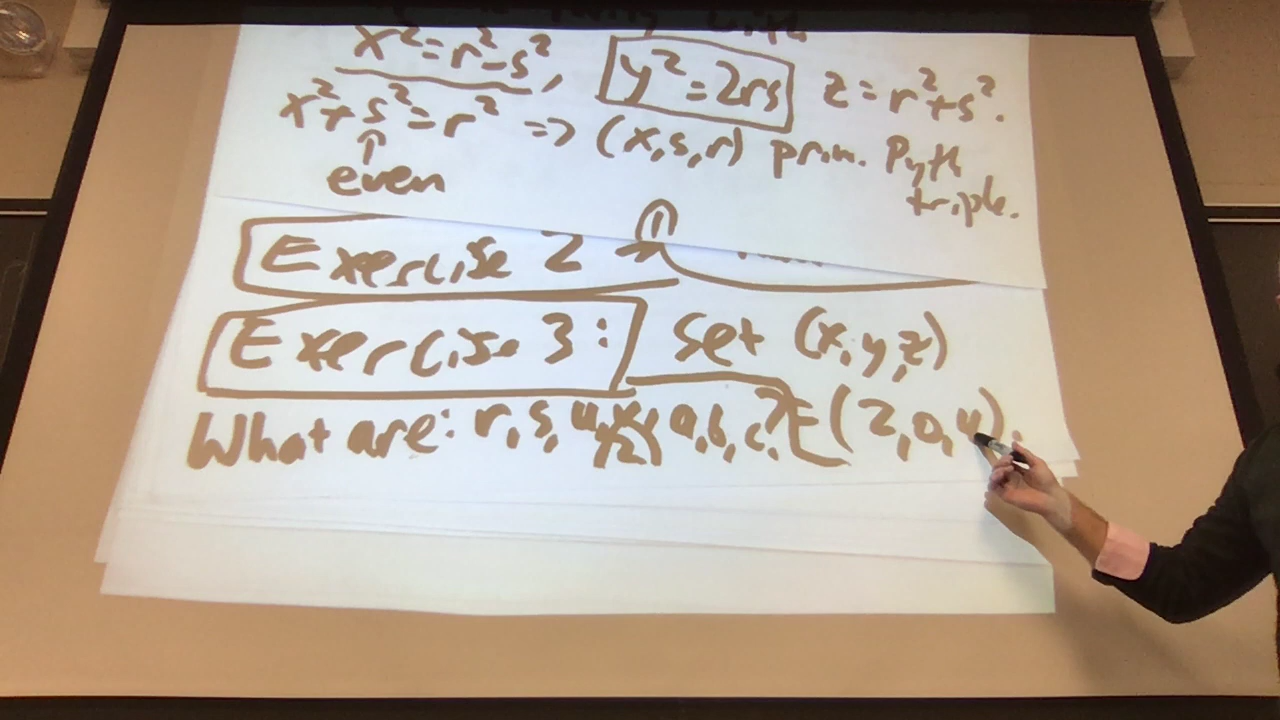 with
x²=r²-s², y²=2rs z=r²+s².
x²+s²=r² => (x,s,r) prim. Pyth triple.
↑
even
Exercise 2
Exercise 3: Set (x,y,z)
=(2,0,4).
What are: r,s, a,b,c,?